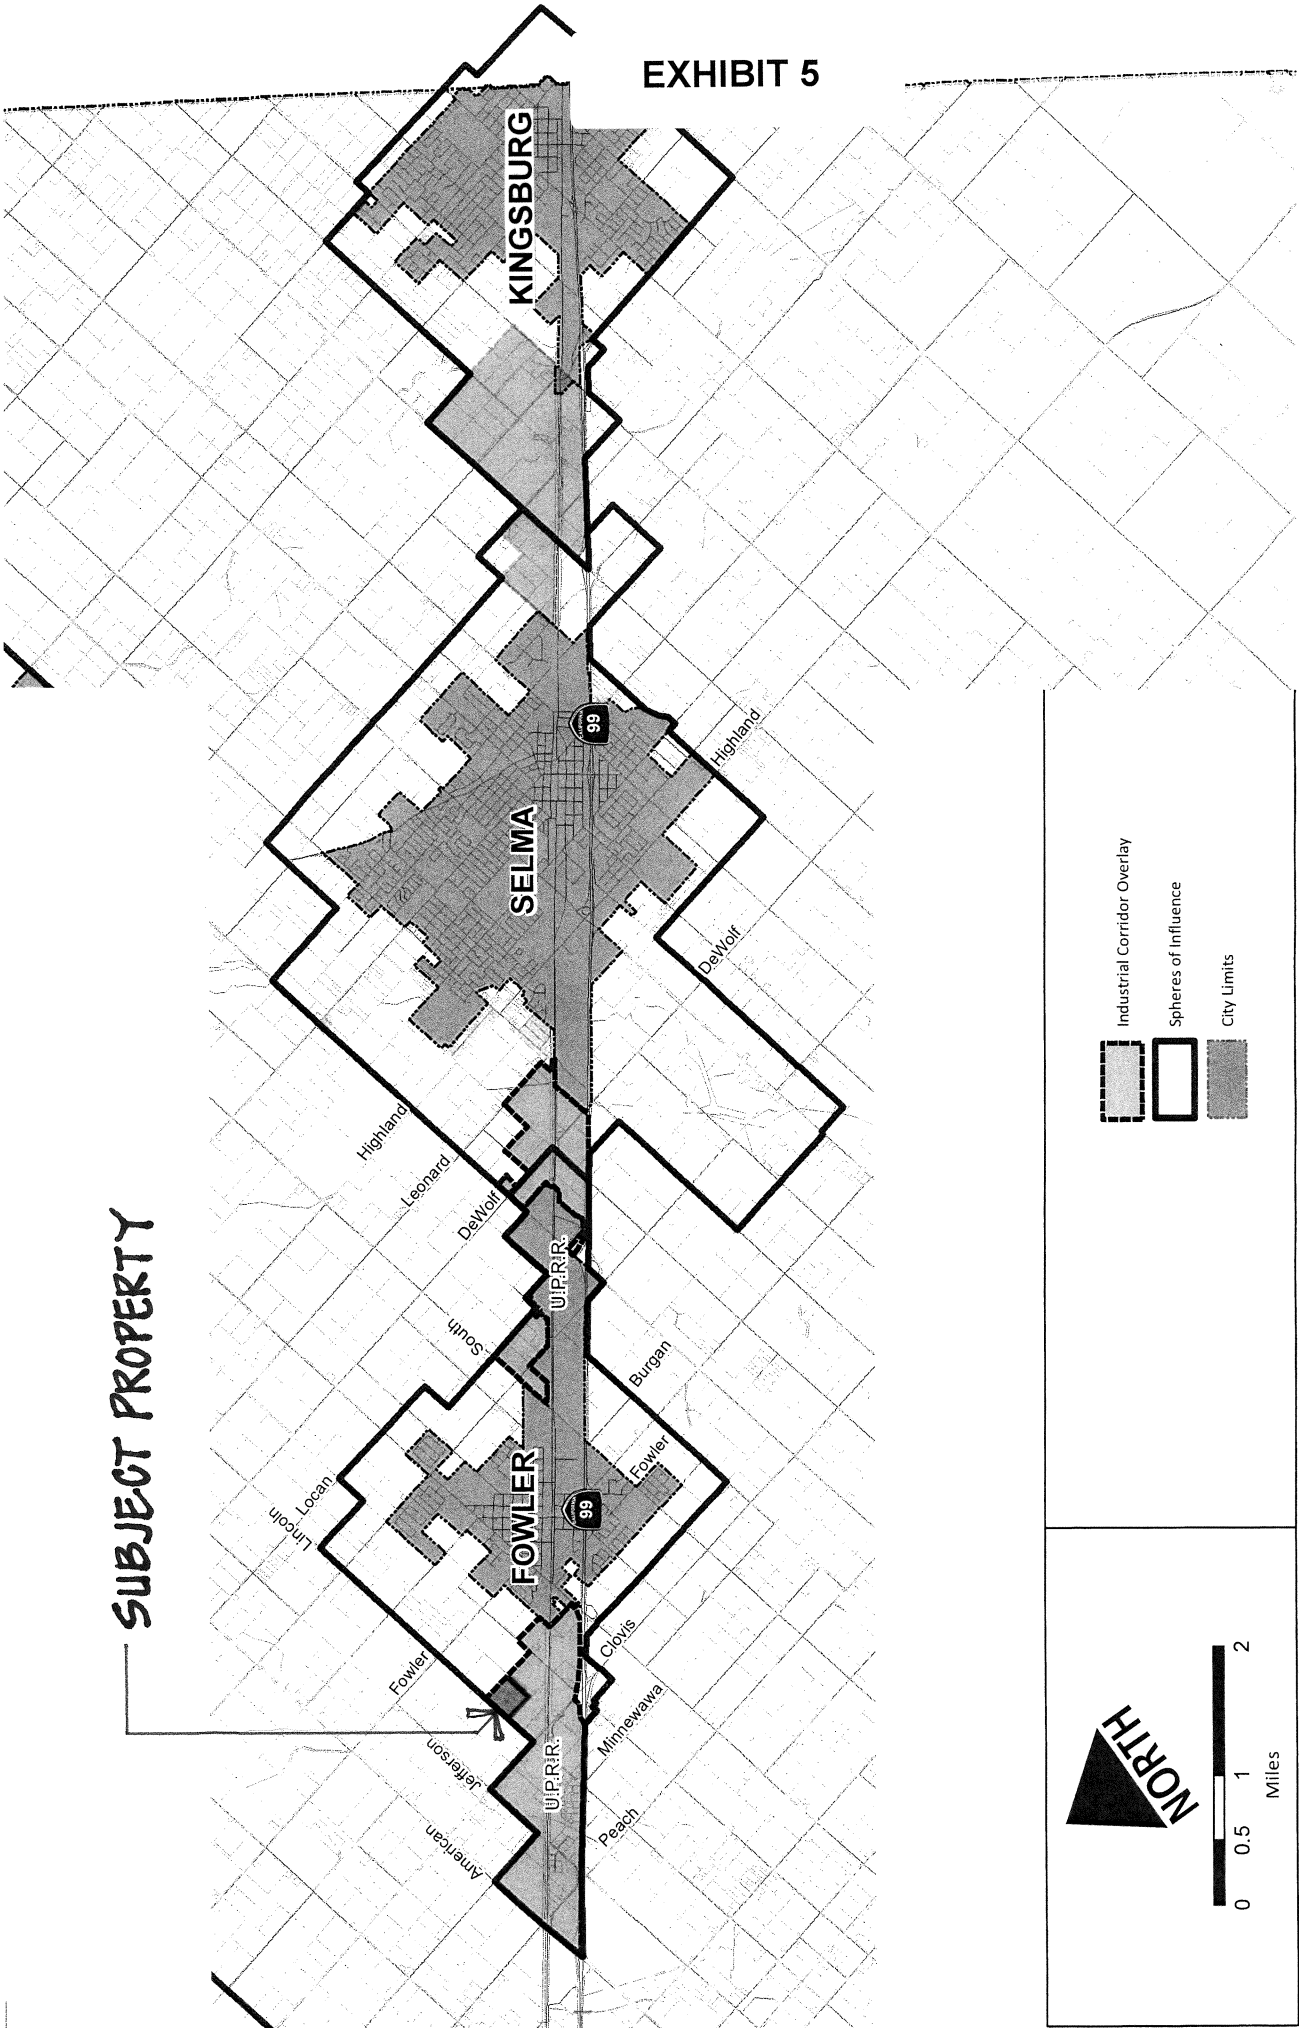 EXHIBIT 5
KINGSBURG
SELMA
99
Highland
DeWolf
Highland
Leonard
DeWolf
U.P.R.R.
South
Burgan
SUBJECT PROPERTY
Locan
Lincoln
FOWLER
99
Fowler
Fowler
Clovis
Minnewawa
Jefferson
U.P.R.R.
Peach
American
Industrial Corridor Overlay
Spheres of Influence
City Limits
NORTH
0 0.5 1 2
Miles